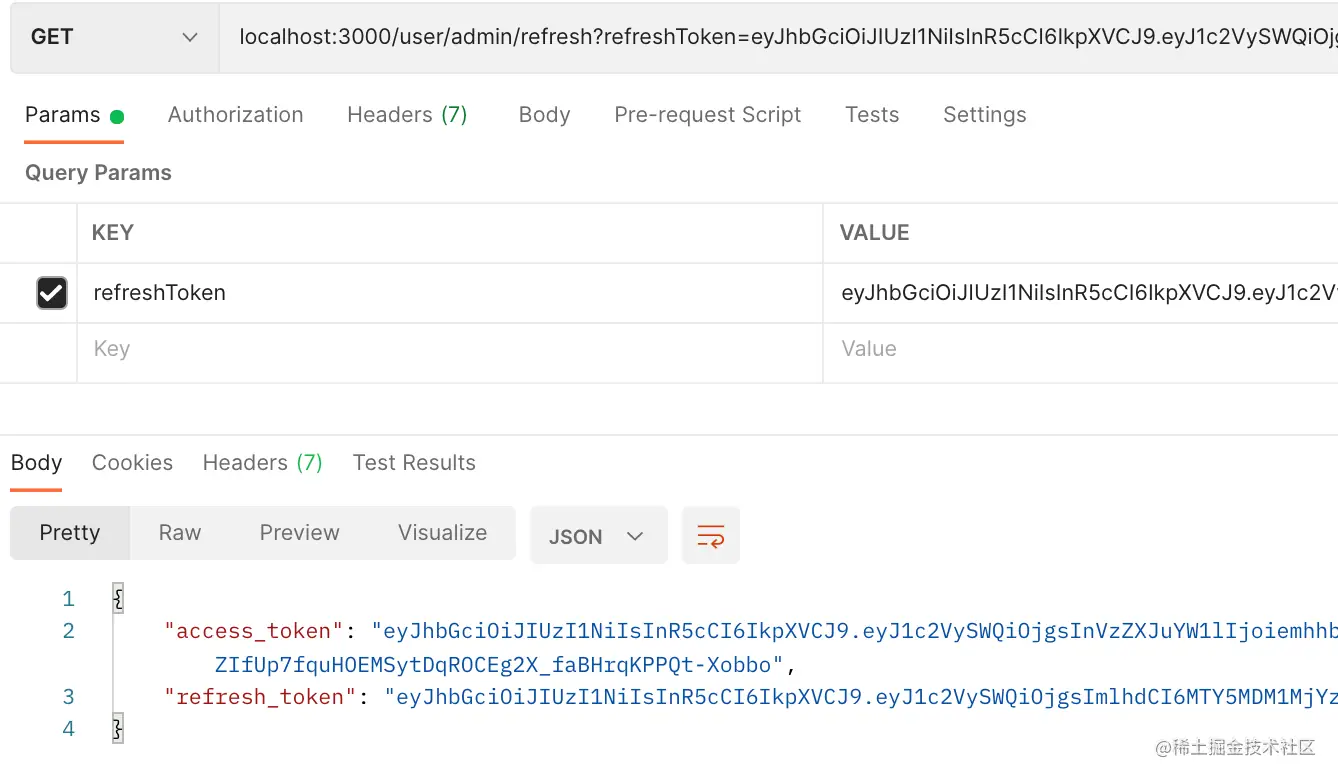 GET localhost:3000/user/admin/refresh?refreshToken=eyJhbGciOiJIUzI1NiIsInR5cCI6IkpXVCJ9.eyJ1c2VySWQiOjg
Params Authorization Headers (7) Body Pre-request Script Tests Settings
Query Params
KEY VALUE
refreshToken eyJhbGciOiJIUzI1NiIsInR5cCI6IkpXVCJ9.eyJ1c2V
Key Value
Body Cookies Headers (7) Test Results
Pretty Raw Preview Visualize JSON
1 {
2 "access_token": "eyJhbGciOiJIUzI1NiIsInR5cCI6IkpXVCJ9.eyJ1c2VySWQiOjgsInVzZXJuYW1lIjoiemhhb
ZIfUp7fquHOEMSytDqROCEg2X_faBHrqKPPQt-Xobbo",
3 "refresh_token": "eyJhbGciOiJIUzI1NiIsInR5cCI6IkpXVCJ9.eyJ1c2VySWQiOjgsImlhdCI6MTY5MDM1MjYz
4 }
@稀土掘金技术社区